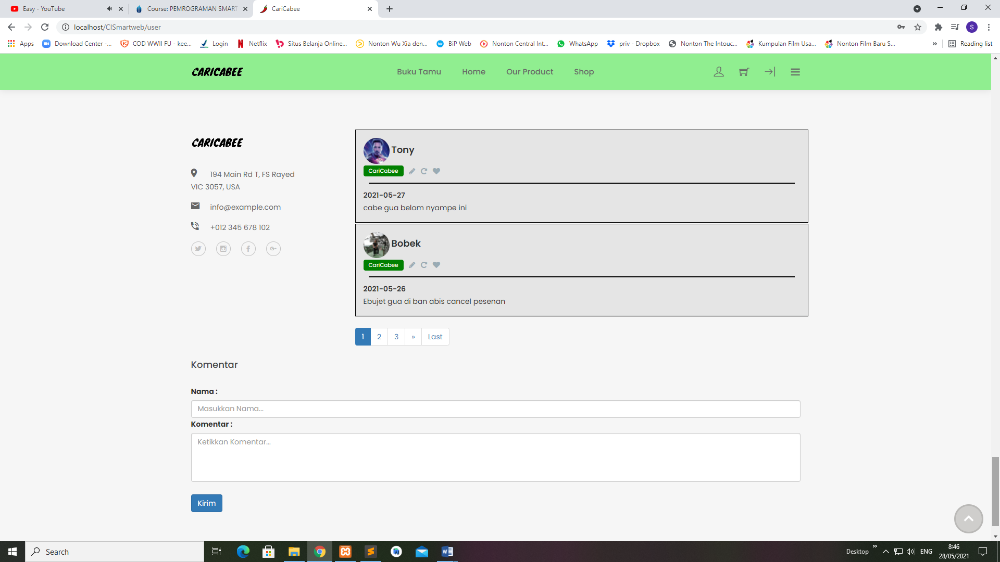 Easy - YouTube
Course: PEMROGRAMAN SMART
CariCabee
localhost/CISmartweb/user
S
Apps
Download Center -...
COD WWII FU - kee...
Login
Netflix
Situs Belanja Online...
Nonton Wu Xia den...
BiP Web
Nonton Central Int...
WhatsApp
priv - Dropbox
Nonton The Intouc...
Kumpulan Film Usa...
Nonton Film Baru S...
»
Reading list
CARICABEE
Buku Tamu
Home
Our Product
Shop
CARICABEE
194 Main Rd T, FS Rayed
VIC 3057, USA
info@example.com
+012 345 678 102
Tony
CariCabee
2021-05-27
cabe gua belom nyampe ini
Bobek
CariCabee
2021-05-26
Ebujet gua di ban abis cancel pesenan
1 2 3 » Last
Komentar
Nama :
Masukkan Nama...
Komentar :
Ketikkan Komentar...
Kirim
Search
Desktop
»
ENG
8:46
28/05/2021